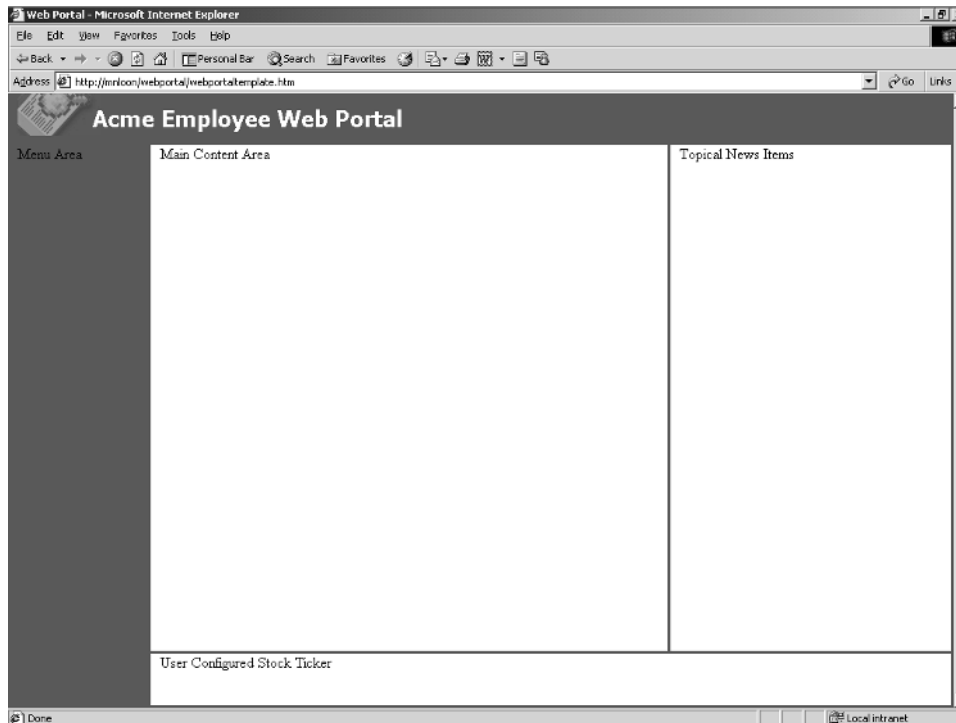 Web Portal - Microsoft Internet Explorer
File Edit View Favorites Tools Help
Back Personal Bar Search Favorites
Address http://mrloon/webportal/webportaltemplate.htm Go Links
Acme Employee Web Portal
Menu Area Main Content Area Topical News Items
User Configured Stock Ticker
Done Local intranet